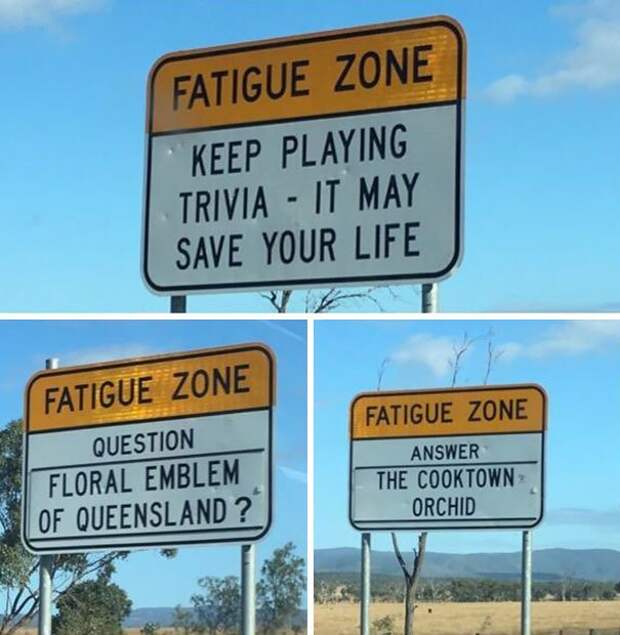 FATIGUE ZONE
KEEP PLAYING
TRIVIA - IT MAY
SAVE YOUR LIFE
FATIGUE ZONE
QUESTION
FLORAL EMBLEM
OF QUEENSLAND ?
FATIGUE ZONE
ANSWER
THE COOKTOWN
ORCHID